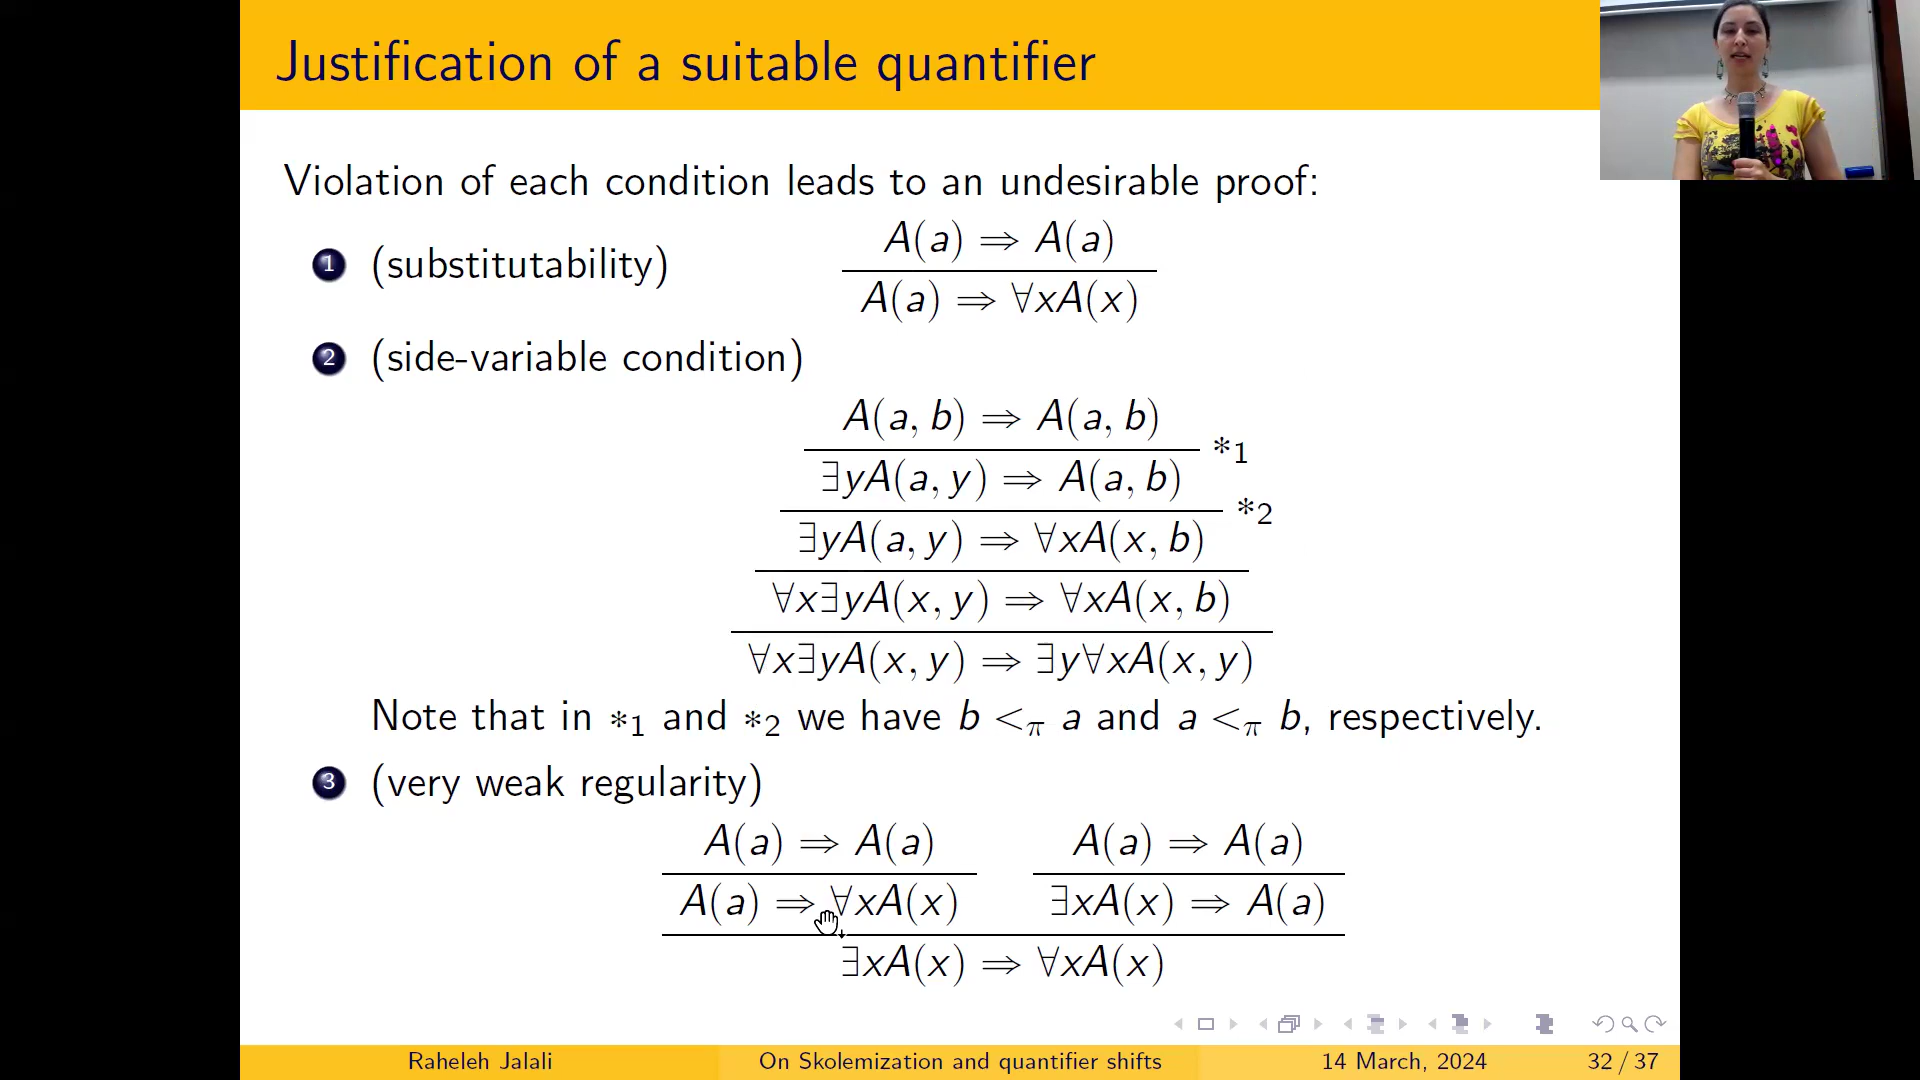 Justification of a suitable quantifier
Violation of each condition leads to an undesirable proof:
1 (substitutability)
A(a) ⇒ A(a)
A(a) ⇒ ∀xA(x)
2 (side-variable condition)
A(a, b) ⇒ A(a, b)
*1
∃yA(a, y) ⇒ A(a, b)
*2
∃yA(a, y) ⇒ ∀xA(x, b)
∀x∃yA(x, y) ⇒ ∀xA(x, b)
∀x∃yA(x, y) ⇒ ∃y∀xA(x, y)
Note that in *1 and *2 we have b <π a and a <π b, respectively.
3 (very weak regularity)
A(a) ⇒ A(a) A(a) ⇒ A(a)
A(a) ⇒ ∀xA(x) ∃xA(x) ⇒ A(a)
∃xA(x) ⇒ ∀xA(x)
Raheleh Jalali On Skolemization and quantifier shifts 14 March, 2024 32 / 37